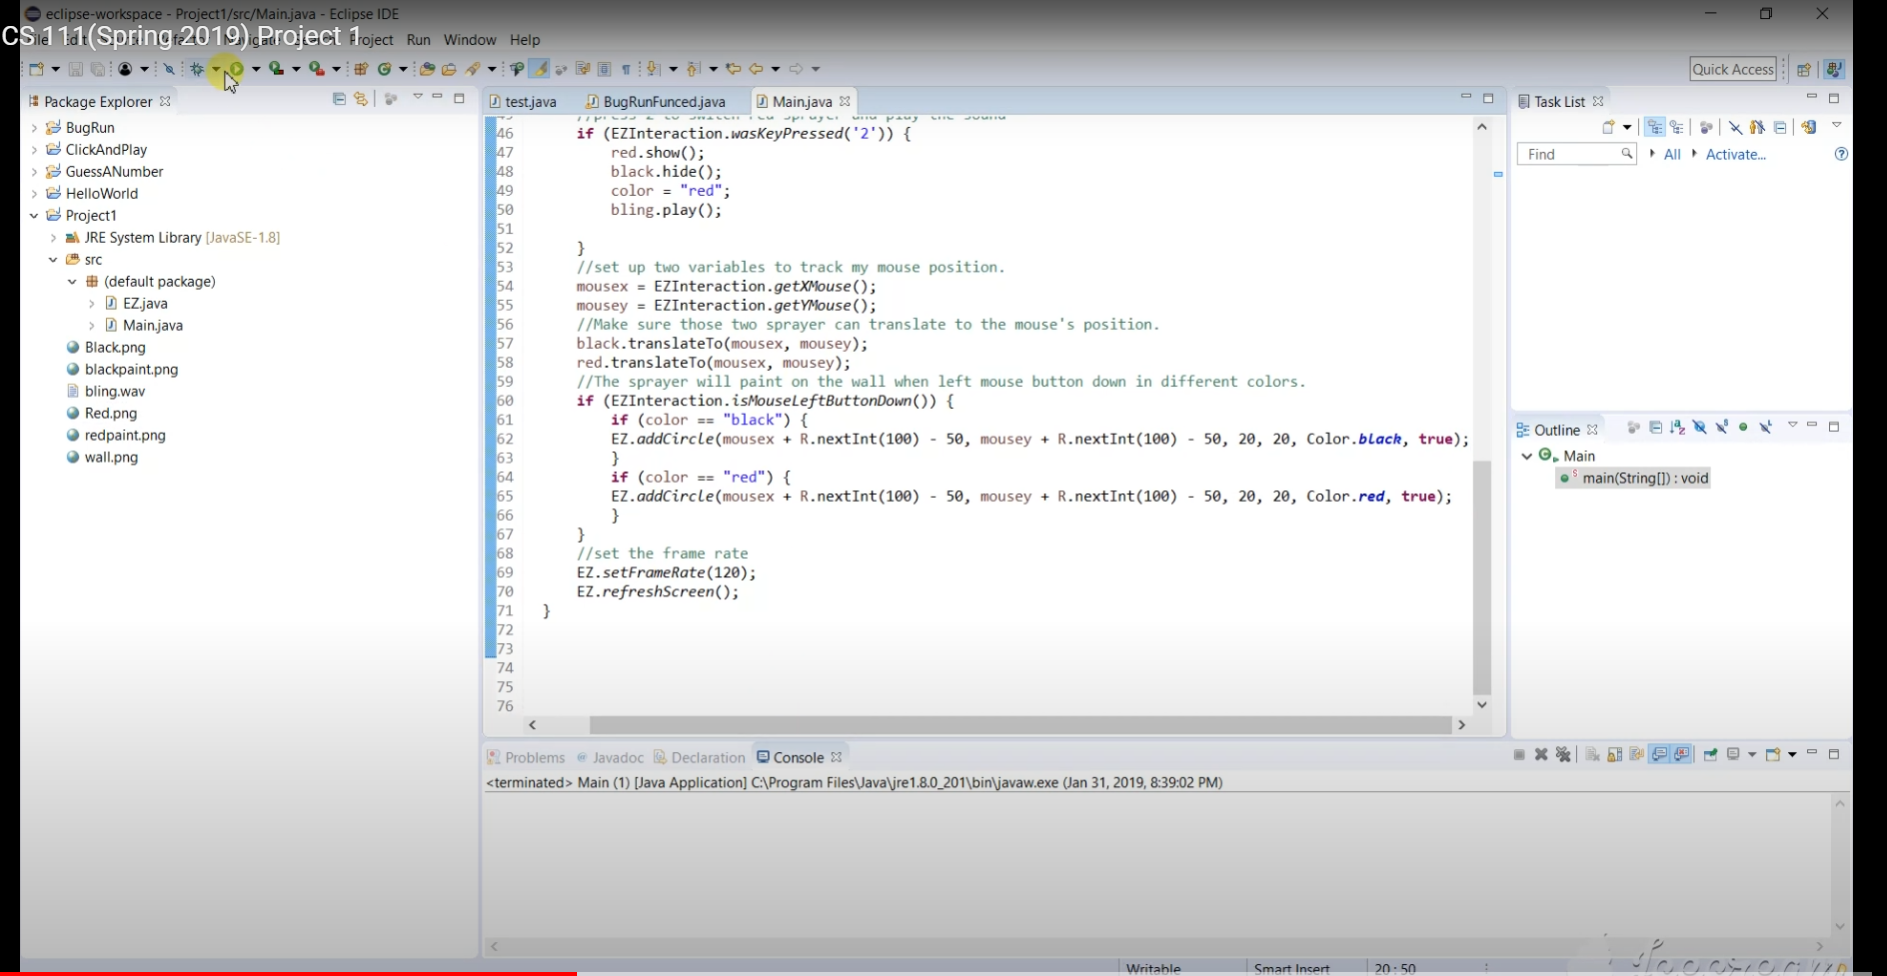 eclipse-workspace - Project1/src/Main.java - Eclipse IDE
CS 111(Spring 2019) Project 1
Project Run Window Help
Quick Access
Package Explorer
BugRun
ClickAndPlay
GuessANumber
HelloWorld
Project1
JRE System Library [JavaSE-1.8]
src
(default package)
EZ.java
Main.java
Black.png
blackpaint.png
bling.wav
Red.png
redpaint.png
wall.png
test.java BugRunFunced.java Main.java
45 //press 2 to switch red sprayer and play the sound
46 if (EZInteraction.wasKeyPressed('2')) {
47 red.show();
48 black.hide();
49 color = "red";
50 bling.play();
51
52 }
53 //set up two variables to track my mouse position.
54 mousex = EZInteraction.getXMouse();
55 mousey = EZInteraction.getYMouse();
56 //Make sure those two sprayer can translate to the mouse's position.
57 black.translateTo(mousex, mousey);
58 red.translateTo(mousex, mousey);
59 //The sprayer will paint on the wall when left mouse button down in different colors.
60 if (EZInteraction.isMouseLeftButtonDown()) {
61 if (color == "black") {
62 EZ.addCircle(mousex + R.nextInt(100) - 50, mousey + R.nextInt(100) - 50, 20, 20, Color.black, true);
63 }
64 if (color == "red") {
65 EZ.addCircle(mousex + R.nextInt(100) - 50, mousey + R.nextInt(100) - 50, 20, 20, Color.red, true);
66 }
67 }
68 //set the frame rate
69 EZ.setFrameRate(120);
70 EZ.refreshScreen();
71 }
72
73
74
75
76
Task List
Find All Activate...
Outline
Main
main(String[]) : void
Problems Javadoc Declaration Console
<terminated> Main (1) [Java Application] C:\Program Files\Java\jre1.8.0_201\bin\javaw.exe (Jan 31, 2019, 8:39:02 PM)
Writable Smart Insert 20 : 50